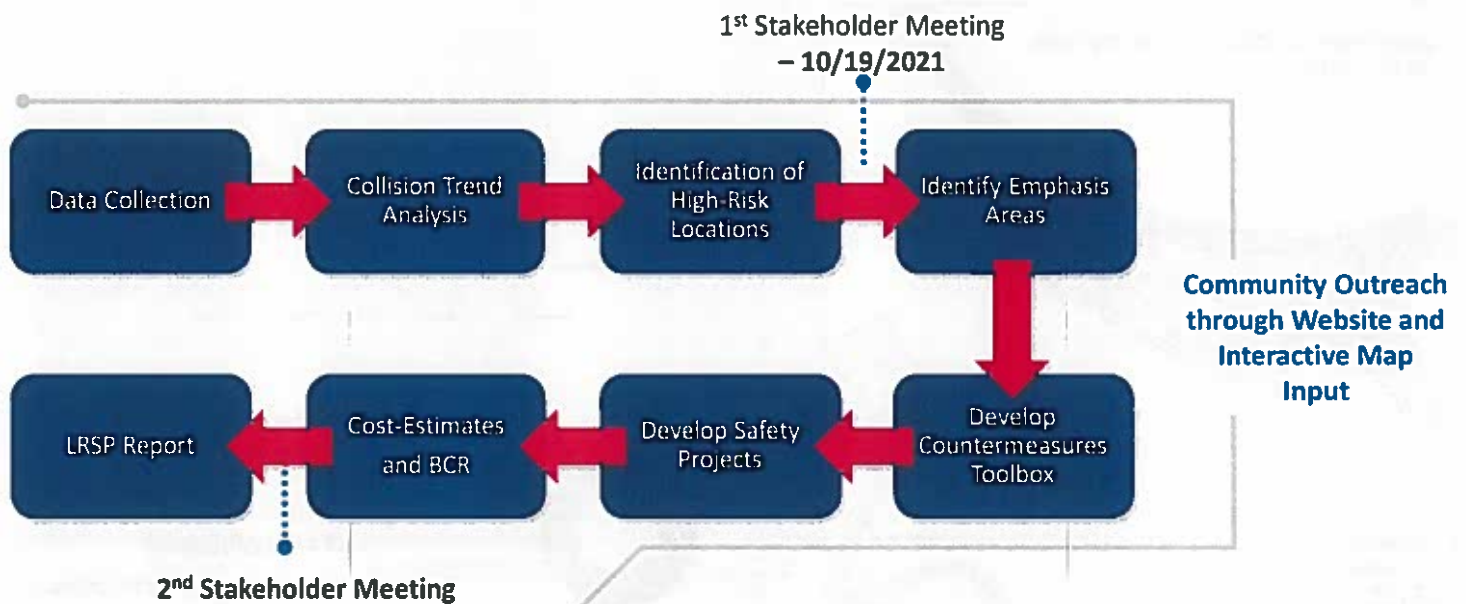 1st Stakeholder Meeting
– 10/19/2021
Data Collection
Collision Trend
Analysis
Identification of
High-Risk
Locations
Identify Emphasis
Areas
Community Outreach
through Website and
Interactive Map
Input
LRSP Report
Cost-Estimates
and BCR
Develop Safety
Projects
Develop
Countermeasures
Toolbox
2nd Stakeholder Meeting